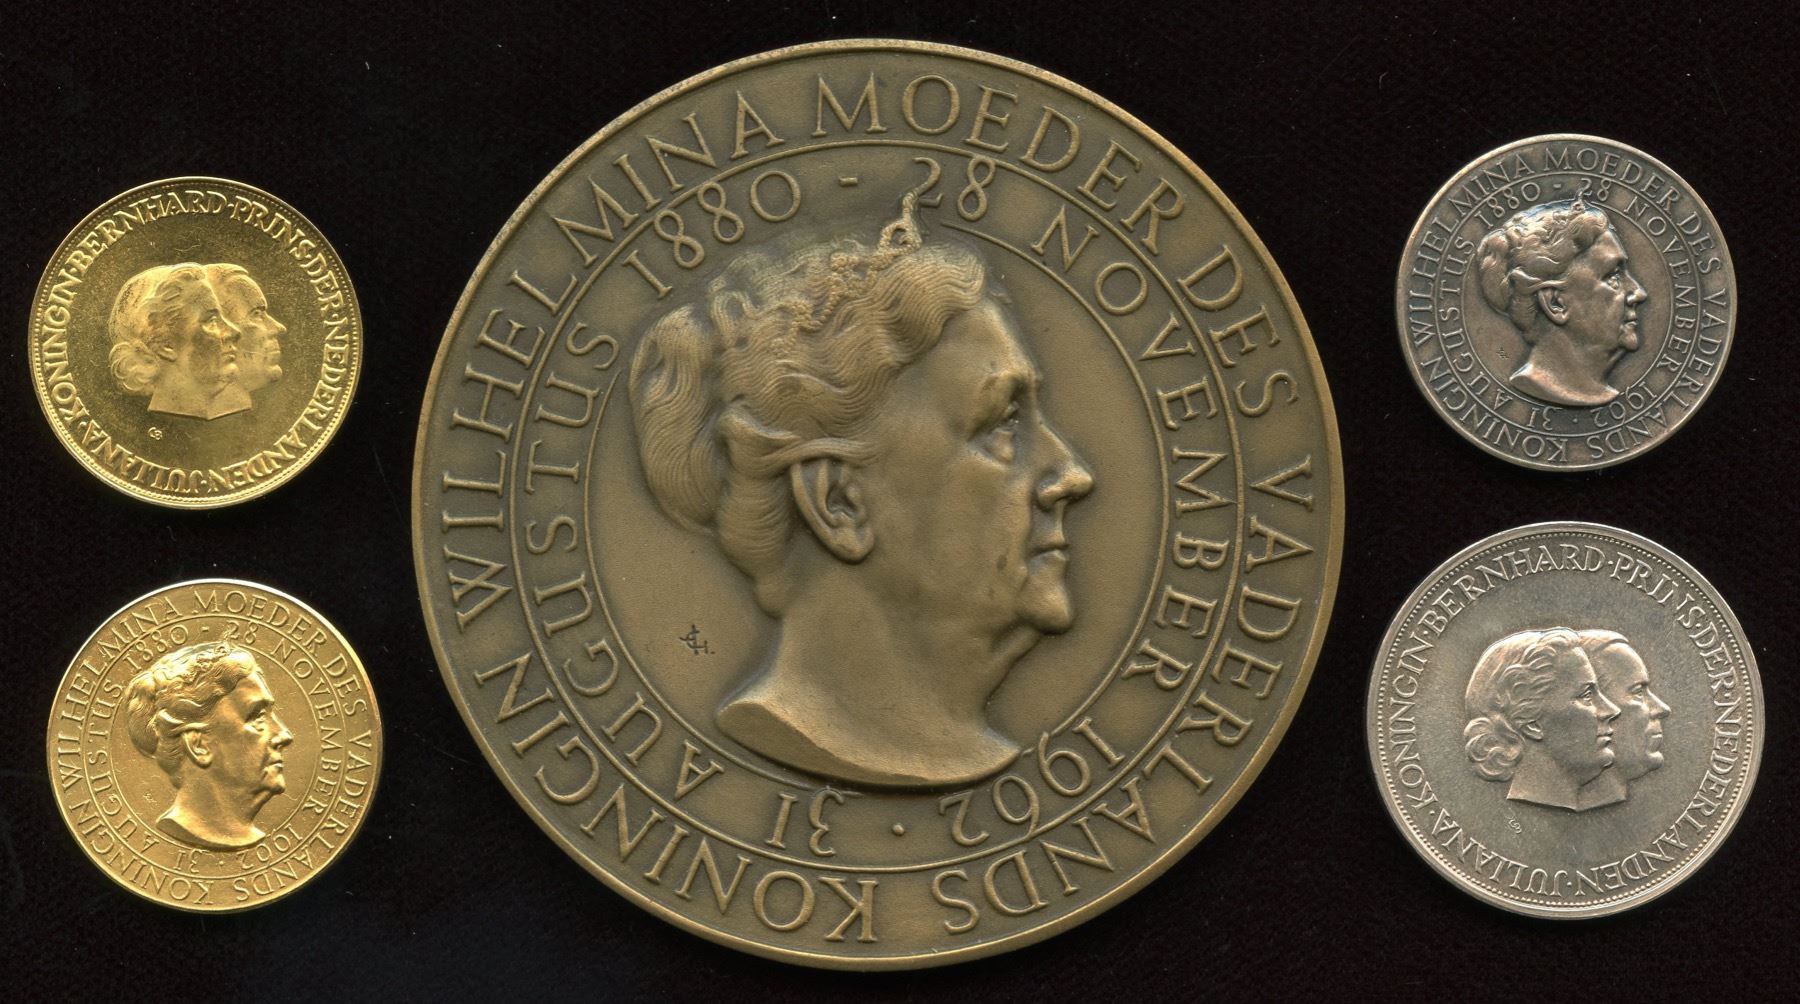 JULIANA·KONINGIN·BERNHARD·PRINS·DER·NEDERLANDEN·
KONINGIN WILHELMINA MOEDER DES VADERLANDS
31 AUGUSTUS 1880 - 28 NOVEMBER 1962 ·
KONINGIN WILHELMINA MOEDER DES VADERLANDS
31 AUGUSTUS 1880 - 28 NOVEMBER 1962 ·
KONINGIN WILHELMINA MOEDER DES VADERLANDS
31 AUGUSTUS 1880 - 28 NOVEMBER 1962 ·
JULIANA·KONINGIN·BERNHARD·PRINS·DER·NEDERLANDEN·